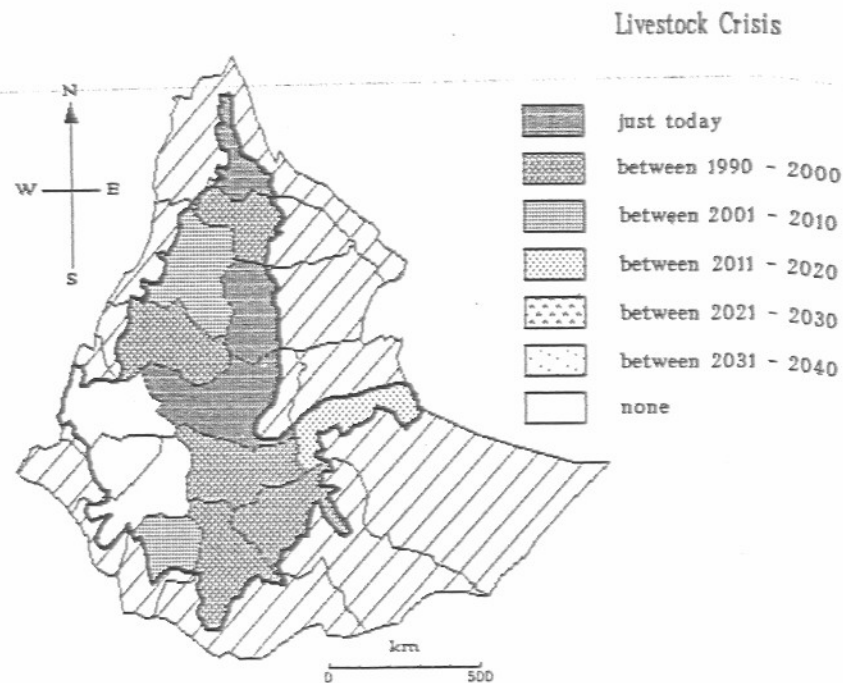 Livestock Crisis
N
W E
S
just today
between 1990 - 2000
between 2001 - 2010
between 2011 - 2020
between 2021 - 2030
between 2031 - 2040
none
km
0 500